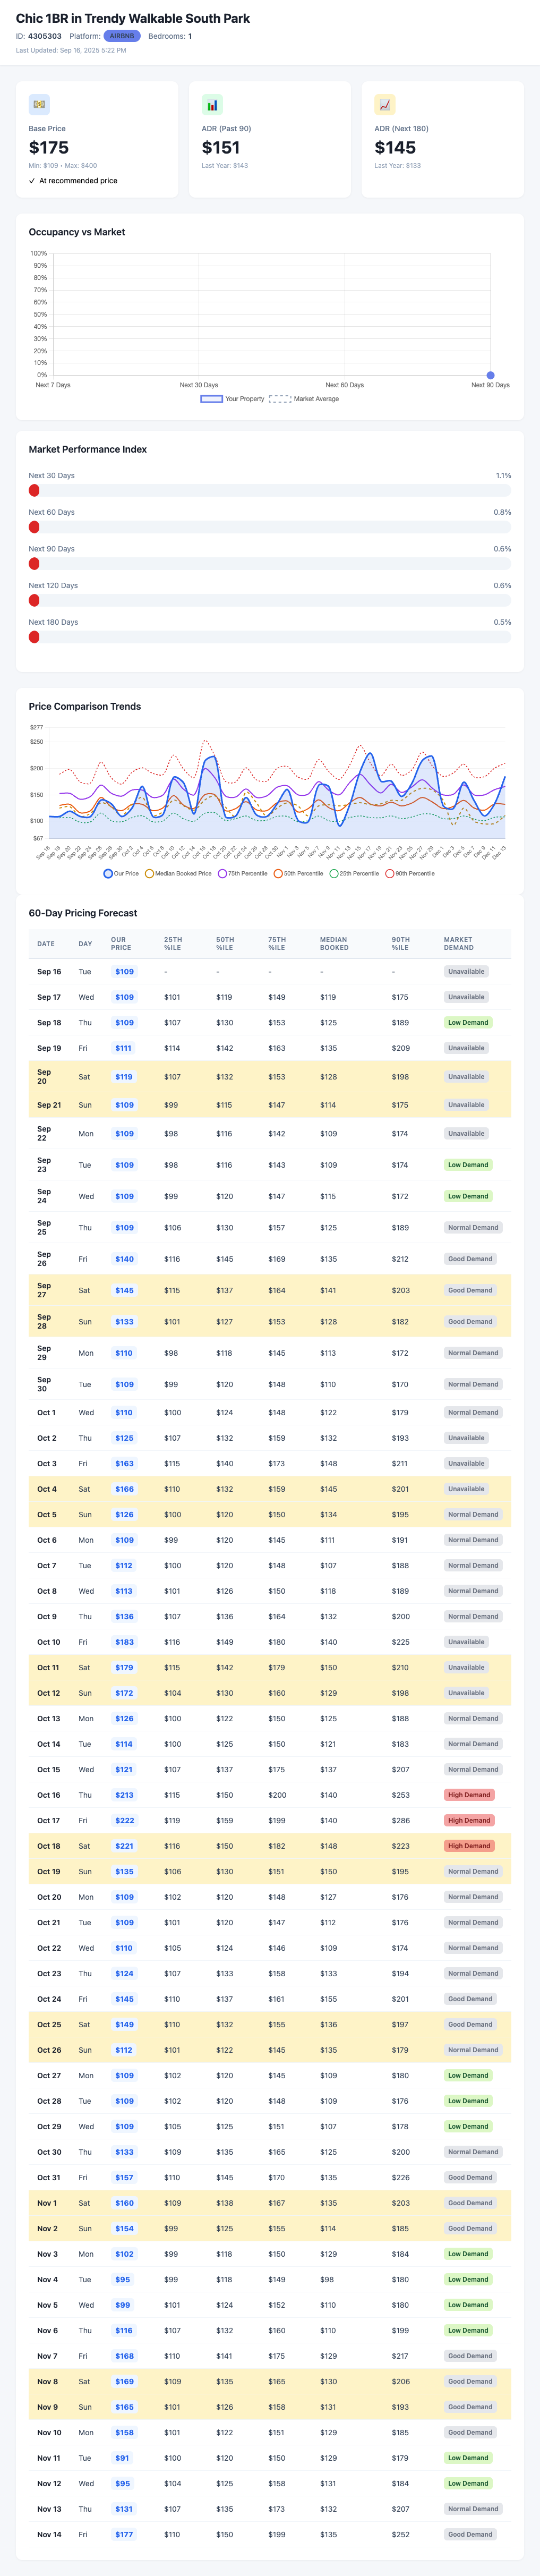 Chic 1BR in Trendy Walkable South Park
ID: 4305303 Platform: AIRBNB Bedrooms: 1
Last Updated: Sep 16, 2025 5:22 PM
Base Price
$175
Min: $109 • Max: $400
✓ At recommended price
ADR (Past 90)
$151
Last Year: $143
ADR (Next 180)
$145
Last Year: $133
Occupancy vs Market
100%
90%
80%
70%
60%
50%
40%
30%
20%
10%
0%
Next 7 Days Next 30 Days Next 60 Days Next 90 Days
Your Property Market Average
Market Performance Index
Next 30 Days 1.1%
Next 60 Days 0.8%
Next 90 Days 0.6%
Next 120 Days 0.6%
Next 180 Days 0.5%
Price Comparison Trends
$277
$250
$200
$150
$100
$67
Sep 16 Sep 18 Sep 20 Sep 22 Sep 24 Sep 26 Sep 28 Sep 30 Oct 2 Oct 4 Oct 6 Oct 8 Oct 10 Oct 12 Oct 14 Oct 16 Oct 18 Oct 20 Oct 22 Oct 24 Oct 26 Oct 28 Oct 30 Nov 1 Nov 3 Nov 5 Nov 7 Nov 9 Nov 11 Nov 13 Nov 15 Nov 17 Nov 19 Nov 21 Nov 23 Nov 25 Nov 27 Nov 29 Dec 1 Dec 3 Dec 5 Dec 7 Dec 9 Dec 11 Dec 13
Our Price Median Booked Price 75th Percentile 50th Percentile 25th Percentile 90th Percentile
60-Day Pricing Forecast
DATE DAY OUR PRICE 25TH %ILE 50TH %ILE 75TH %ILE MEDIAN BOOKED 90TH %ILE MARKET DEMAND
Sep 16 Tue $109 - - - - - Unavailable
Sep 17 Wed $109 $101 $119 $149 $119 $175 Unavailable
Sep 18 Thu $109 $107 $130 $153 $125 $189 Low Demand
Sep 19 Fri $111 $114 $142 $163 $135 $209 Unavailable
Sep 20 Sat $119 $107 $132 $153 $128 $198 Unavailable
Sep 21 Sun $109 $99 $115 $147 $114 $175 Unavailable
Sep 22 Mon $109 $98 $116 $142 $109 $174 Unavailable
Sep 23 Tue $109 $98 $116 $143 $109 $174 Low Demand
Sep 24 Wed $109 $99 $120 $147 $115 $172 Low Demand
Sep 25 Thu $109 $106 $130 $157 $125 $189 Normal Demand
Sep 26 Fri $140 $116 $145 $169 $135 $212 Good Demand
Sep 27 Sat $145 $115 $137 $164 $141 $203 Good Demand
Sep 28 Sun $133 $101 $127 $153 $128 $182 Good Demand
Sep 29 Mon $110 $98 $118 $145 $113 $172 Normal Demand
Sep 30 Tue $109 $99 $120 $148 $110 $170 Normal Demand
Oct 1 Wed $110 $100 $124 $148 $122 $179 Normal Demand
Oct 2 Thu $125 $107 $132 $159 $132 $193 Unavailable
Oct 3 Fri $163 $115 $140 $173 $148 $211 Unavailable
Oct 4 Sat $166 $110 $132 $159 $145 $201 Unavailable
Oct 5 Sun $126 $100 $120 $150 $134 $195 Normal Demand
Oct 6 Mon $109 $99 $120 $145 $111 $191 Normal Demand
Oct 7 Tue $112 $100 $120 $148 $107 $188 Normal Demand
Oct 8 Wed $113 $101 $126 $150 $118 $189 Normal Demand
Oct 9 Thu $136 $107 $136 $164 $132 $200 Normal Demand
Oct 10 Fri $183 $116 $149 $180 $140 $225 Unavailable
Oct 11 Sat $179 $115 $142 $179 $150 $210 Unavailable
Oct 12 Sun $172 $104 $130 $160 $129 $198 Unavailable
Oct 13 Mon $126 $100 $122 $150 $125 $188 Normal Demand
Oct 14 Tue $114 $100 $125 $150 $121 $183 Normal Demand
Oct 15 Wed $121 $107 $137 $175 $137 $207 Normal Demand
Oct 16 Thu $213 $115 $150 $200 $140 $253 High Demand
Oct 17 Fri $222 $119 $159 $199 $140 $286 High Demand
Oct 18 Sat $221 $116 $150 $182 $148 $223 High Demand
Oct 19 Sun $135 $106 $130 $151 $150 $195 Normal Demand
Oct 20 Mon $109 $102 $120 $148 $127 $176 Normal Demand
Oct 21 Tue $109 $101 $120 $147 $112 $176 Normal Demand
Oct 22 Wed $110 $105 $124 $146 $109 $174 Normal Demand
Oct 23 Thu $124 $107 $133 $158 $133 $194 Normal Demand
Oct 24 Fri $145 $110 $137 $161 $155 $201 Good Demand
Oct 25 Sat $149 $110 $132 $155 $136 $197 Good Demand
Oct 26 Sun $112 $101 $122 $145 $135 $179 Normal Demand
Oct 27 Mon $109 $102 $120 $145 $109 $180 Low Demand
Oct 28 Tue $109 $102 $120 $148 $109 $176 Low Demand
Oct 29 Wed $109 $105 $125 $151 $107 $178 Low Demand
Oct 30 Thu $133 $109 $135 $165 $125 $200 Normal Demand
Oct 31 Fri $157 $110 $145 $170 $135 $226 Good Demand
Nov 1 Sat $160 $109 $138 $167 $135 $203 Good Demand
Nov 2 Sun $154 $99 $125 $155 $114 $185 Good Demand
Nov 3 Mon $102 $99 $118 $150 $129 $184 Low Demand
Nov 4 Tue $95 $99 $118 $149 $98 $180 Low Demand
Nov 5 Wed $99 $101 $124 $152 $110 $180 Low Demand
Nov 6 Thu $116 $107 $132 $160 $110 $199 Low Demand
Nov 7 Fri $168 $110 $141 $175 $129 $217 Good Demand
Nov 8 Sat $169 $109 $135 $165 $130 $206 Good Demand
Nov 9 Sun $165 $101 $126 $158 $131 $193 Good Demand
Nov 10 Mon $158 $101 $122 $151 $129 $185 Good Demand
Nov 11 Tue $91 $100 $120 $150 $129 $179 Low Demand
Nov 12 Wed $95 $104 $125 $158 $131 $184 Low Demand
Nov 13 Thu $131 $107 $135 $173 $132 $207 Normal Demand
Nov 14 Fri $177 $110 $150 $199 $135 $252 Good Demand